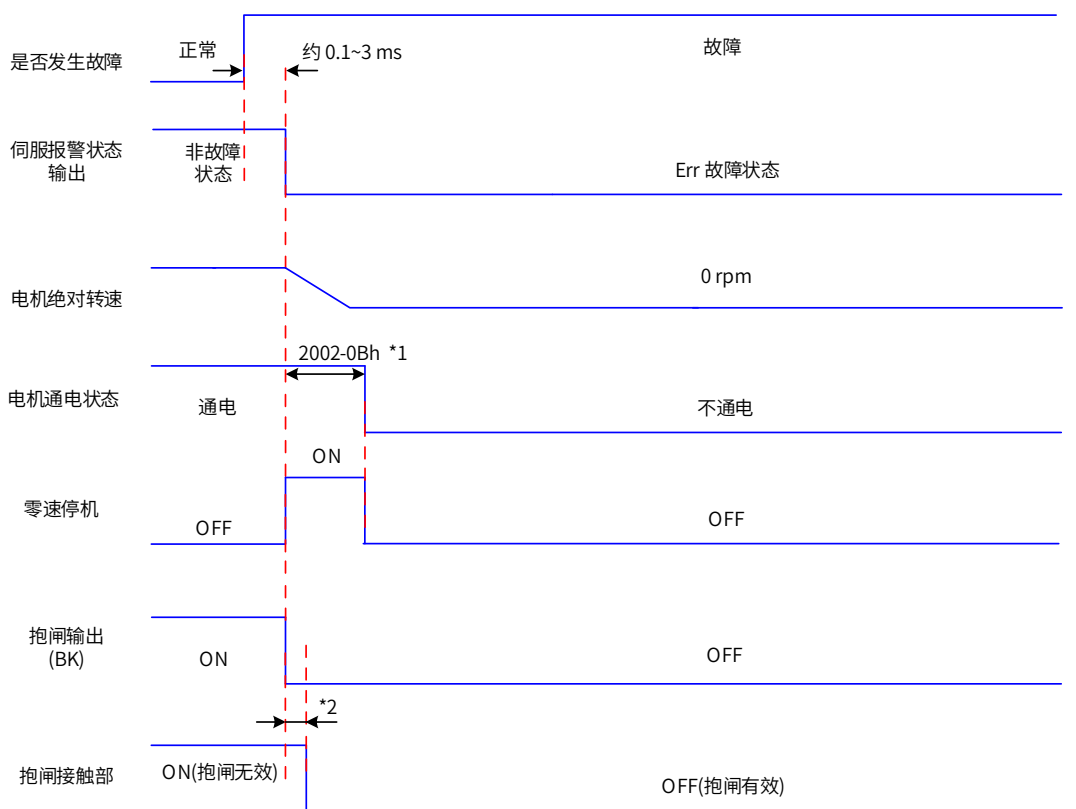 是否发生故障
正常
约 0.1~3 ms
故障
伺服报警状态
输出
非故障
状态
Err 故障状态
电机绝对转速
0 rpm
2002-0Bh *1
电机通电状态
通电
不通电
ON
零速停机
OFF
OFF
抱闸输出
(BK)
ON
OFF
*2
抱闸接触部
ON(抱闸无效)
OFF(抱闸有效)